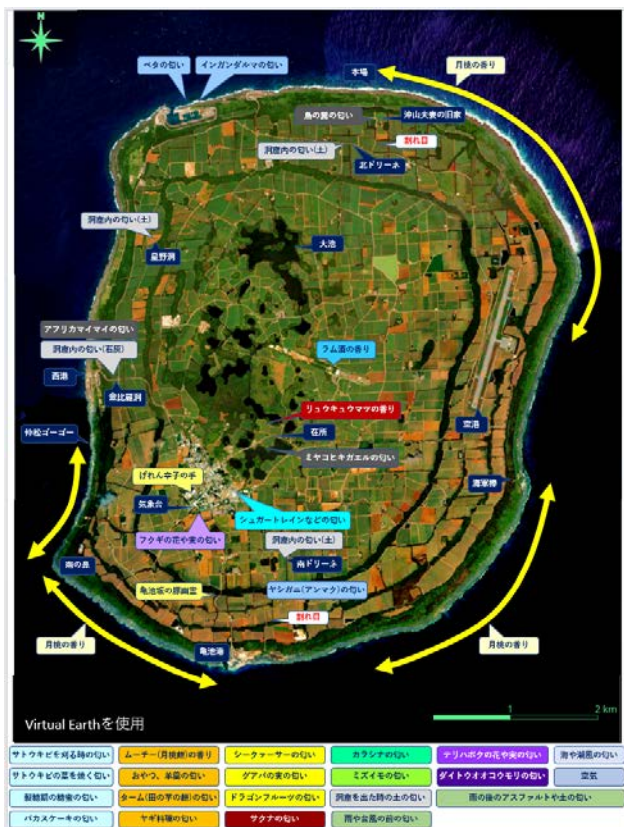 N
ベタの匂い
インガンダルマの匂い
本場
月桃の香り
鳥の糞の匂い
沖山夫妻の旧家
洞座内の匂い(土)
割れ目
北ドリーネ
洞座内の匂い(土)
星野洞
大池
アフリカマイマイの匂い
洞座内の匂い(石灰)
ラム酒の香り
西港
金比羅洞
リュウキュウマツの香り
空港
仲松ゴーゴー
在所
ミヤコヒキガエルの匂い
海軍棒
げれん辛子の手
気象台
シュガートレインなどの匂い
フクギの花や実の匂い
洞座内の匂い(土)
南の島
南ドリーネ
亀池坂の豚幽霊
ヤシガニ(アンマク)の匂い
割れ目
月桃の香り
亀池港
月桃の香り
1
2 km
Virtual Earthを使用
サトウキビを刈る時の匂い
ムーチー(月桃餅)の香り
シークァーサーの匂い
カラシナの匂い
テリハボクの花や実の匂い
海や潮風の匂い
サトウキビの葉を焼く匂い
おやつ、羊羹の匂い
グアバの実の匂い
ミズイモの匂い
ダイトウオオコウモリの匂い
空気
製糖期の糖蜜の匂い
ターム(田の芋の餅)の匂い
ドラゴンフルーツの匂い
洞座を出た時の土の匂い
雨の後のアスファルトや土の匂い
バカスケーキの匂い
ヤギ料理の匂い
サクナの匂い
雨や台風の前の匂い